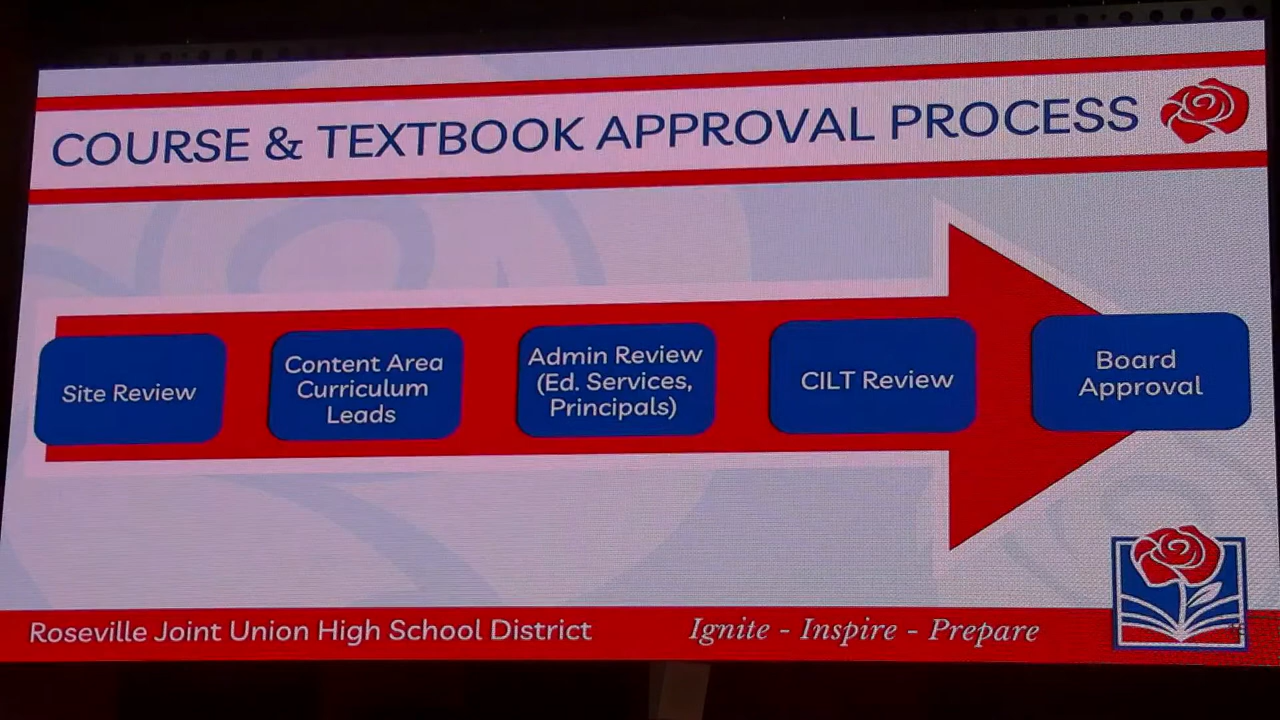 COURSE & TEXTBOOK APPROVAL PROCESS
Site Review
Content Area
Curriculum
Leads
Admin Review
(Ed. Services,
Principals)
CILT Review
Board
Approval
Roseville Joint Union High School District
Ignite - Inspire - Prepare